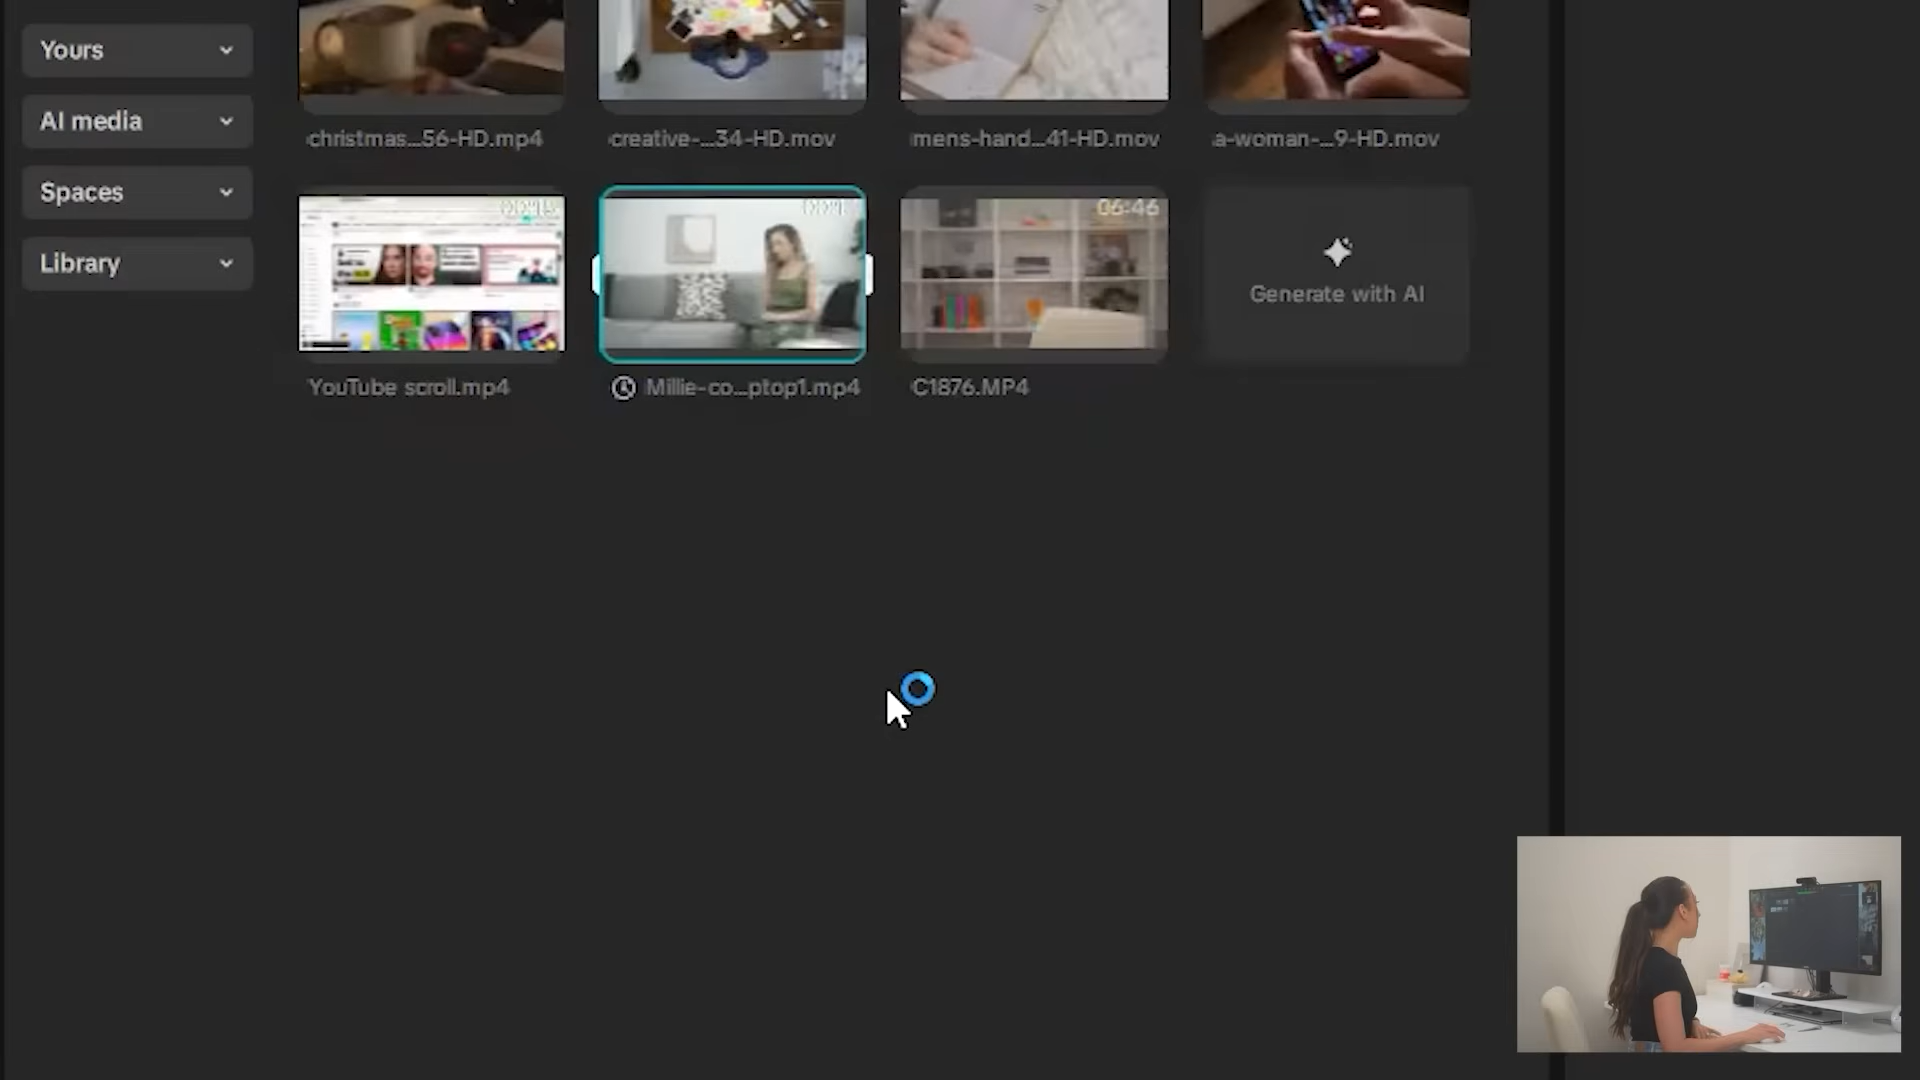 Yours
AI media
Spaces
Library
christmas...56-HD.mp4
creative-...34-HD.mov
mens-hand...41-HD.mov
a-woman-...9-HD.mov
06:46
Generate with AI
YouTube scroll.mp4
Millie-co...ptop1.mp4
C1876.MP4